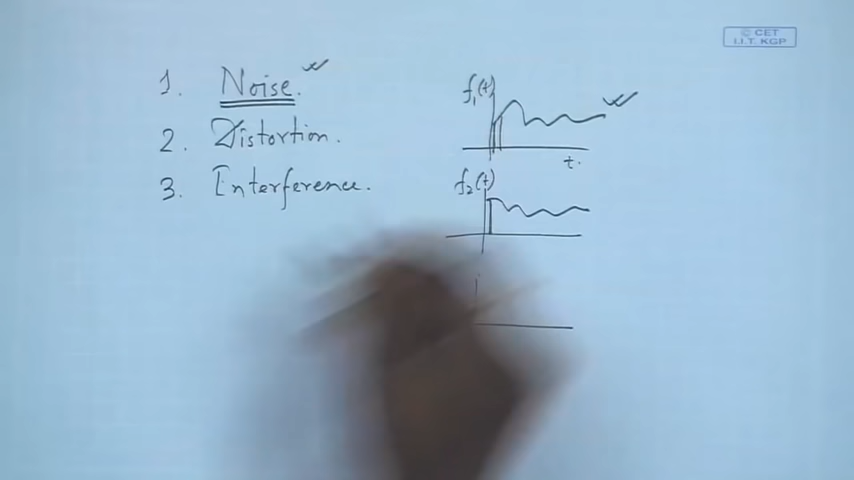 © CET
I.I.T. KGP
1. Noise.
2. Distortion.
3. Interference.
f₁(t)
t.
f₂(t)